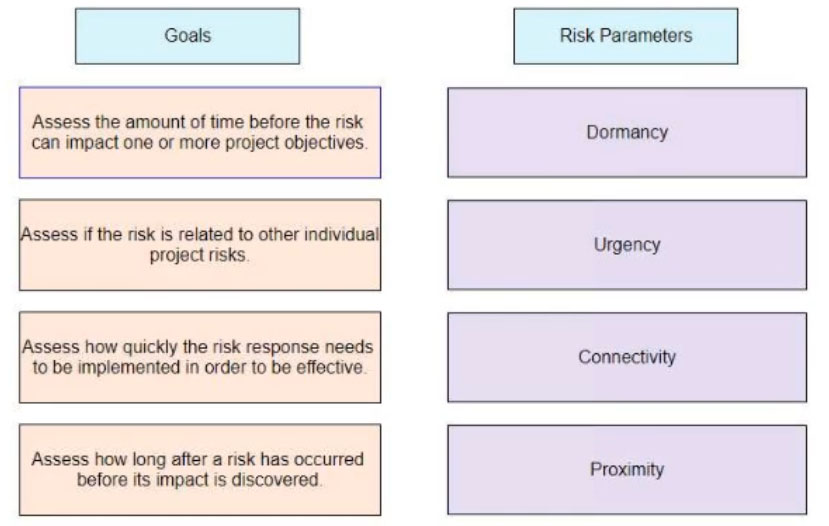 Goals
Risk Parameters
Assess the amount of time before the risk
can impact one or more project objectives.
Dormancy
Assess if the risk is related to other individual
project risks.
Urgency
Assess how quickly the risk response needs
to be implemented in order to be effective.
Connectivity
Assess how long after a risk has occurred
before its impact is discovered.
Proximity